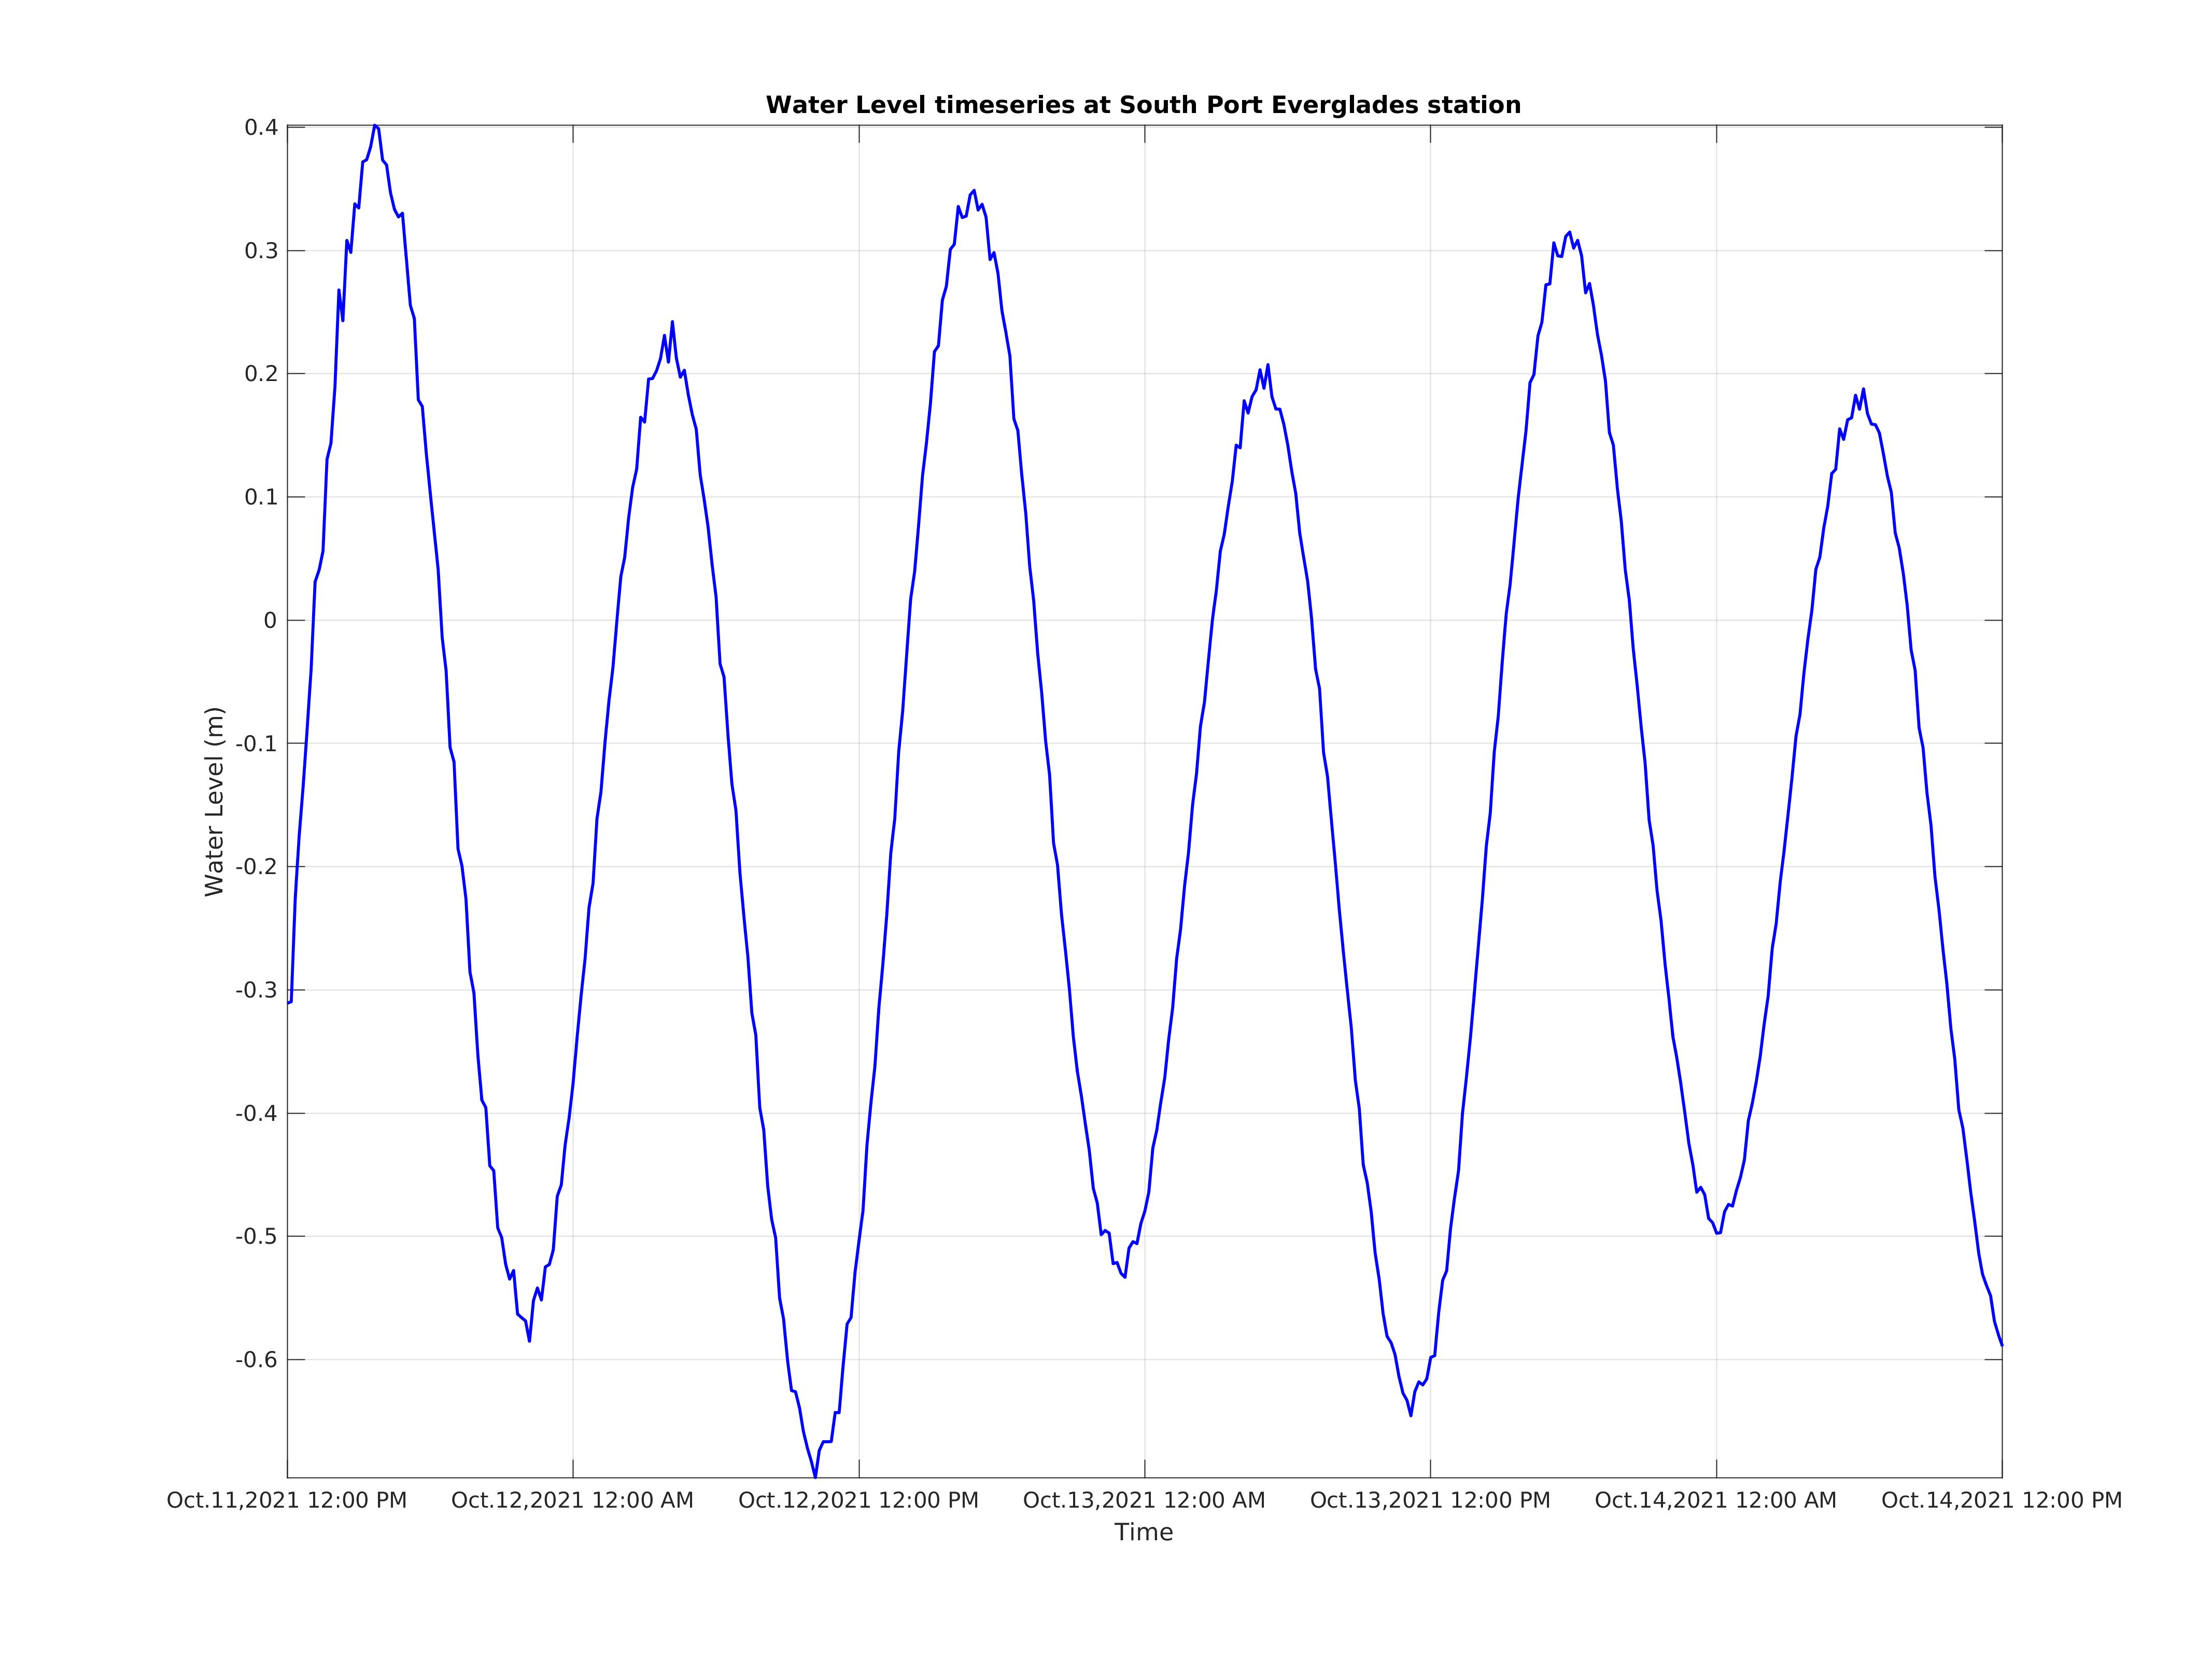 Water Level timeseries at South Port Everglades station
0.4
0.3
0.2
0.1
0
-0.1
-0.2
-0.3
-0.4
-0.5
-0.6
Water Level (m)
Oct.11,2021 12:00 PM
Oct.12,2021 12:00 AM
Oct.12,2021 12:00 PM
Oct.13,2021 12:00 AM
Oct.13,2021 12:00 PM
Oct.14,2021 12:00 AM
Oct.14,2021 12:00 PM
Time